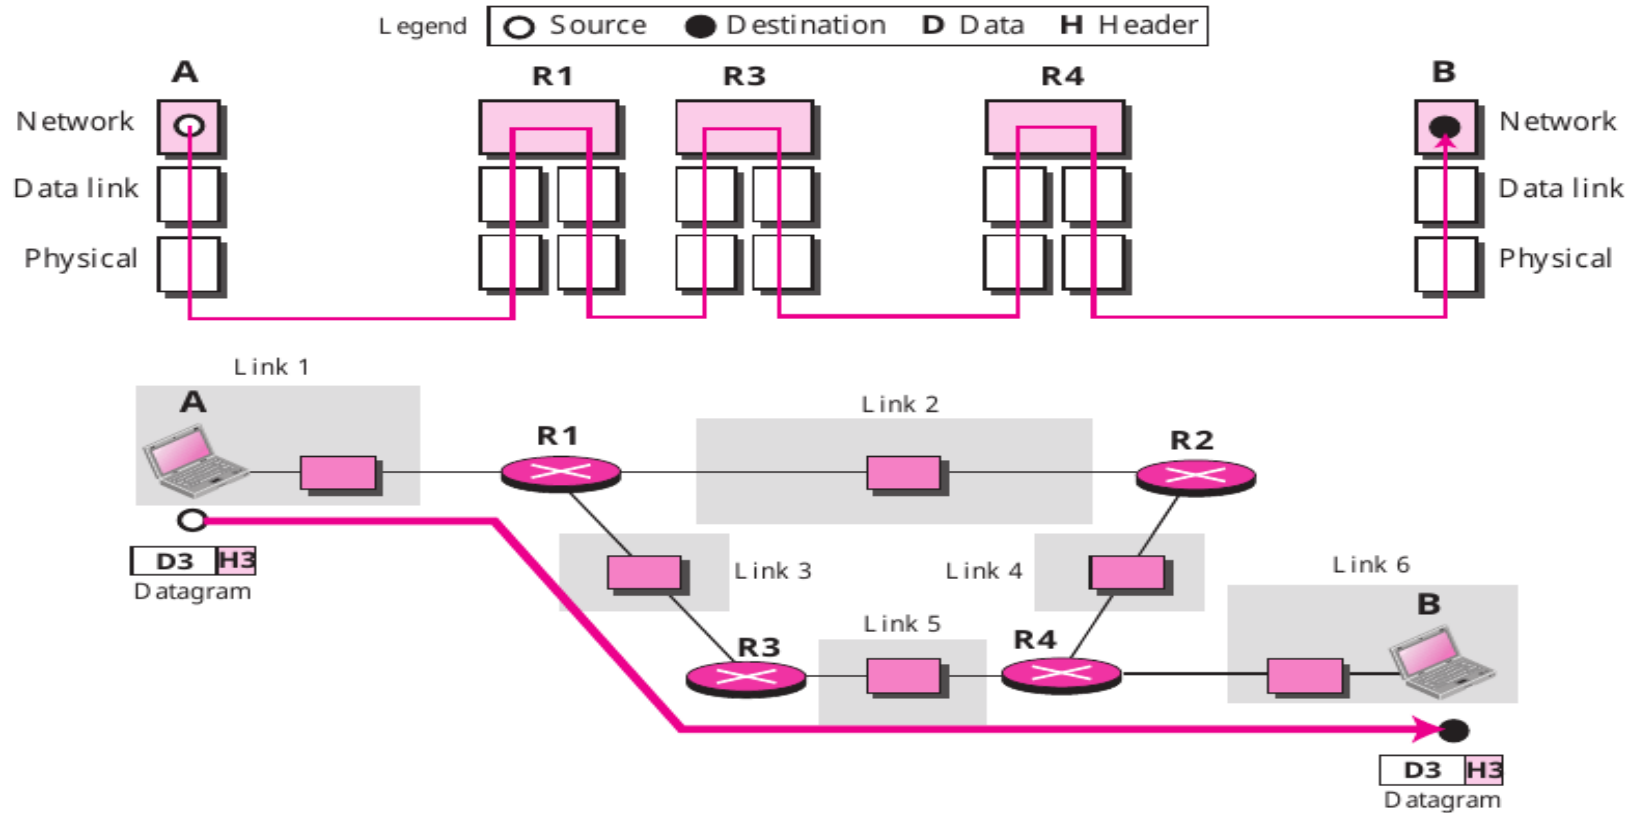 Legend Source Destination D Data H Header
A R1 R3 R4 B
Network Network
Data link Data link
Physical Physical
Link 1
A
Link 2
R1 R2
D3 H3
Datagram
Link 3 Link 4 Link 6
B
Link 5
R3 R4
D3 H3
Datagram